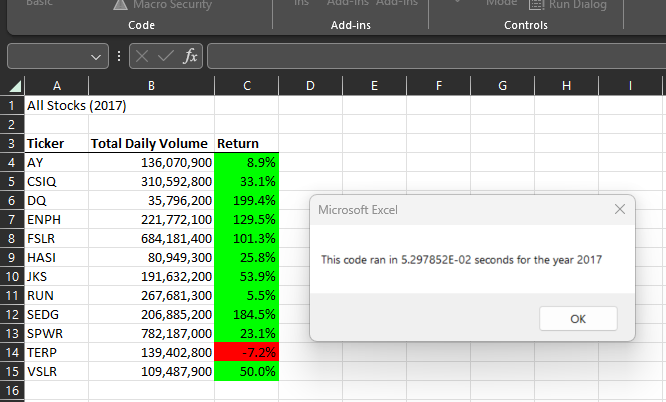 Basic
Macro Security
Ins Add-ins Add-ins
Mode
Run Dialog
Code
Add-ins
Controls
fx
A B C D E F G H I
1 All Stocks (2017)
2
3 Ticker Total Daily Volume Return
4 AY 136,070,900 8.9%
5 CSIQ 310,592,800 33.1%
6 DQ 35,796,200 199.4%
7 ENPH 221,772,100 129.5%
8 FSLR 684,181,400 101.3%
9 HASI 80,949,300 25.8%
10 JKS 191,632,200 53.9%
11 RUN 267,681,300 5.5%
12 SEDG 206,885,200 184.5%
13 SPWR 782,187,000 23.1%
14 TERP 139,402,800 -7.2%
15 VSLR 109,487,900 50.0%
16
Microsoft Excel
This code ran in 5.297852E-02 seconds for the year 2017
OK